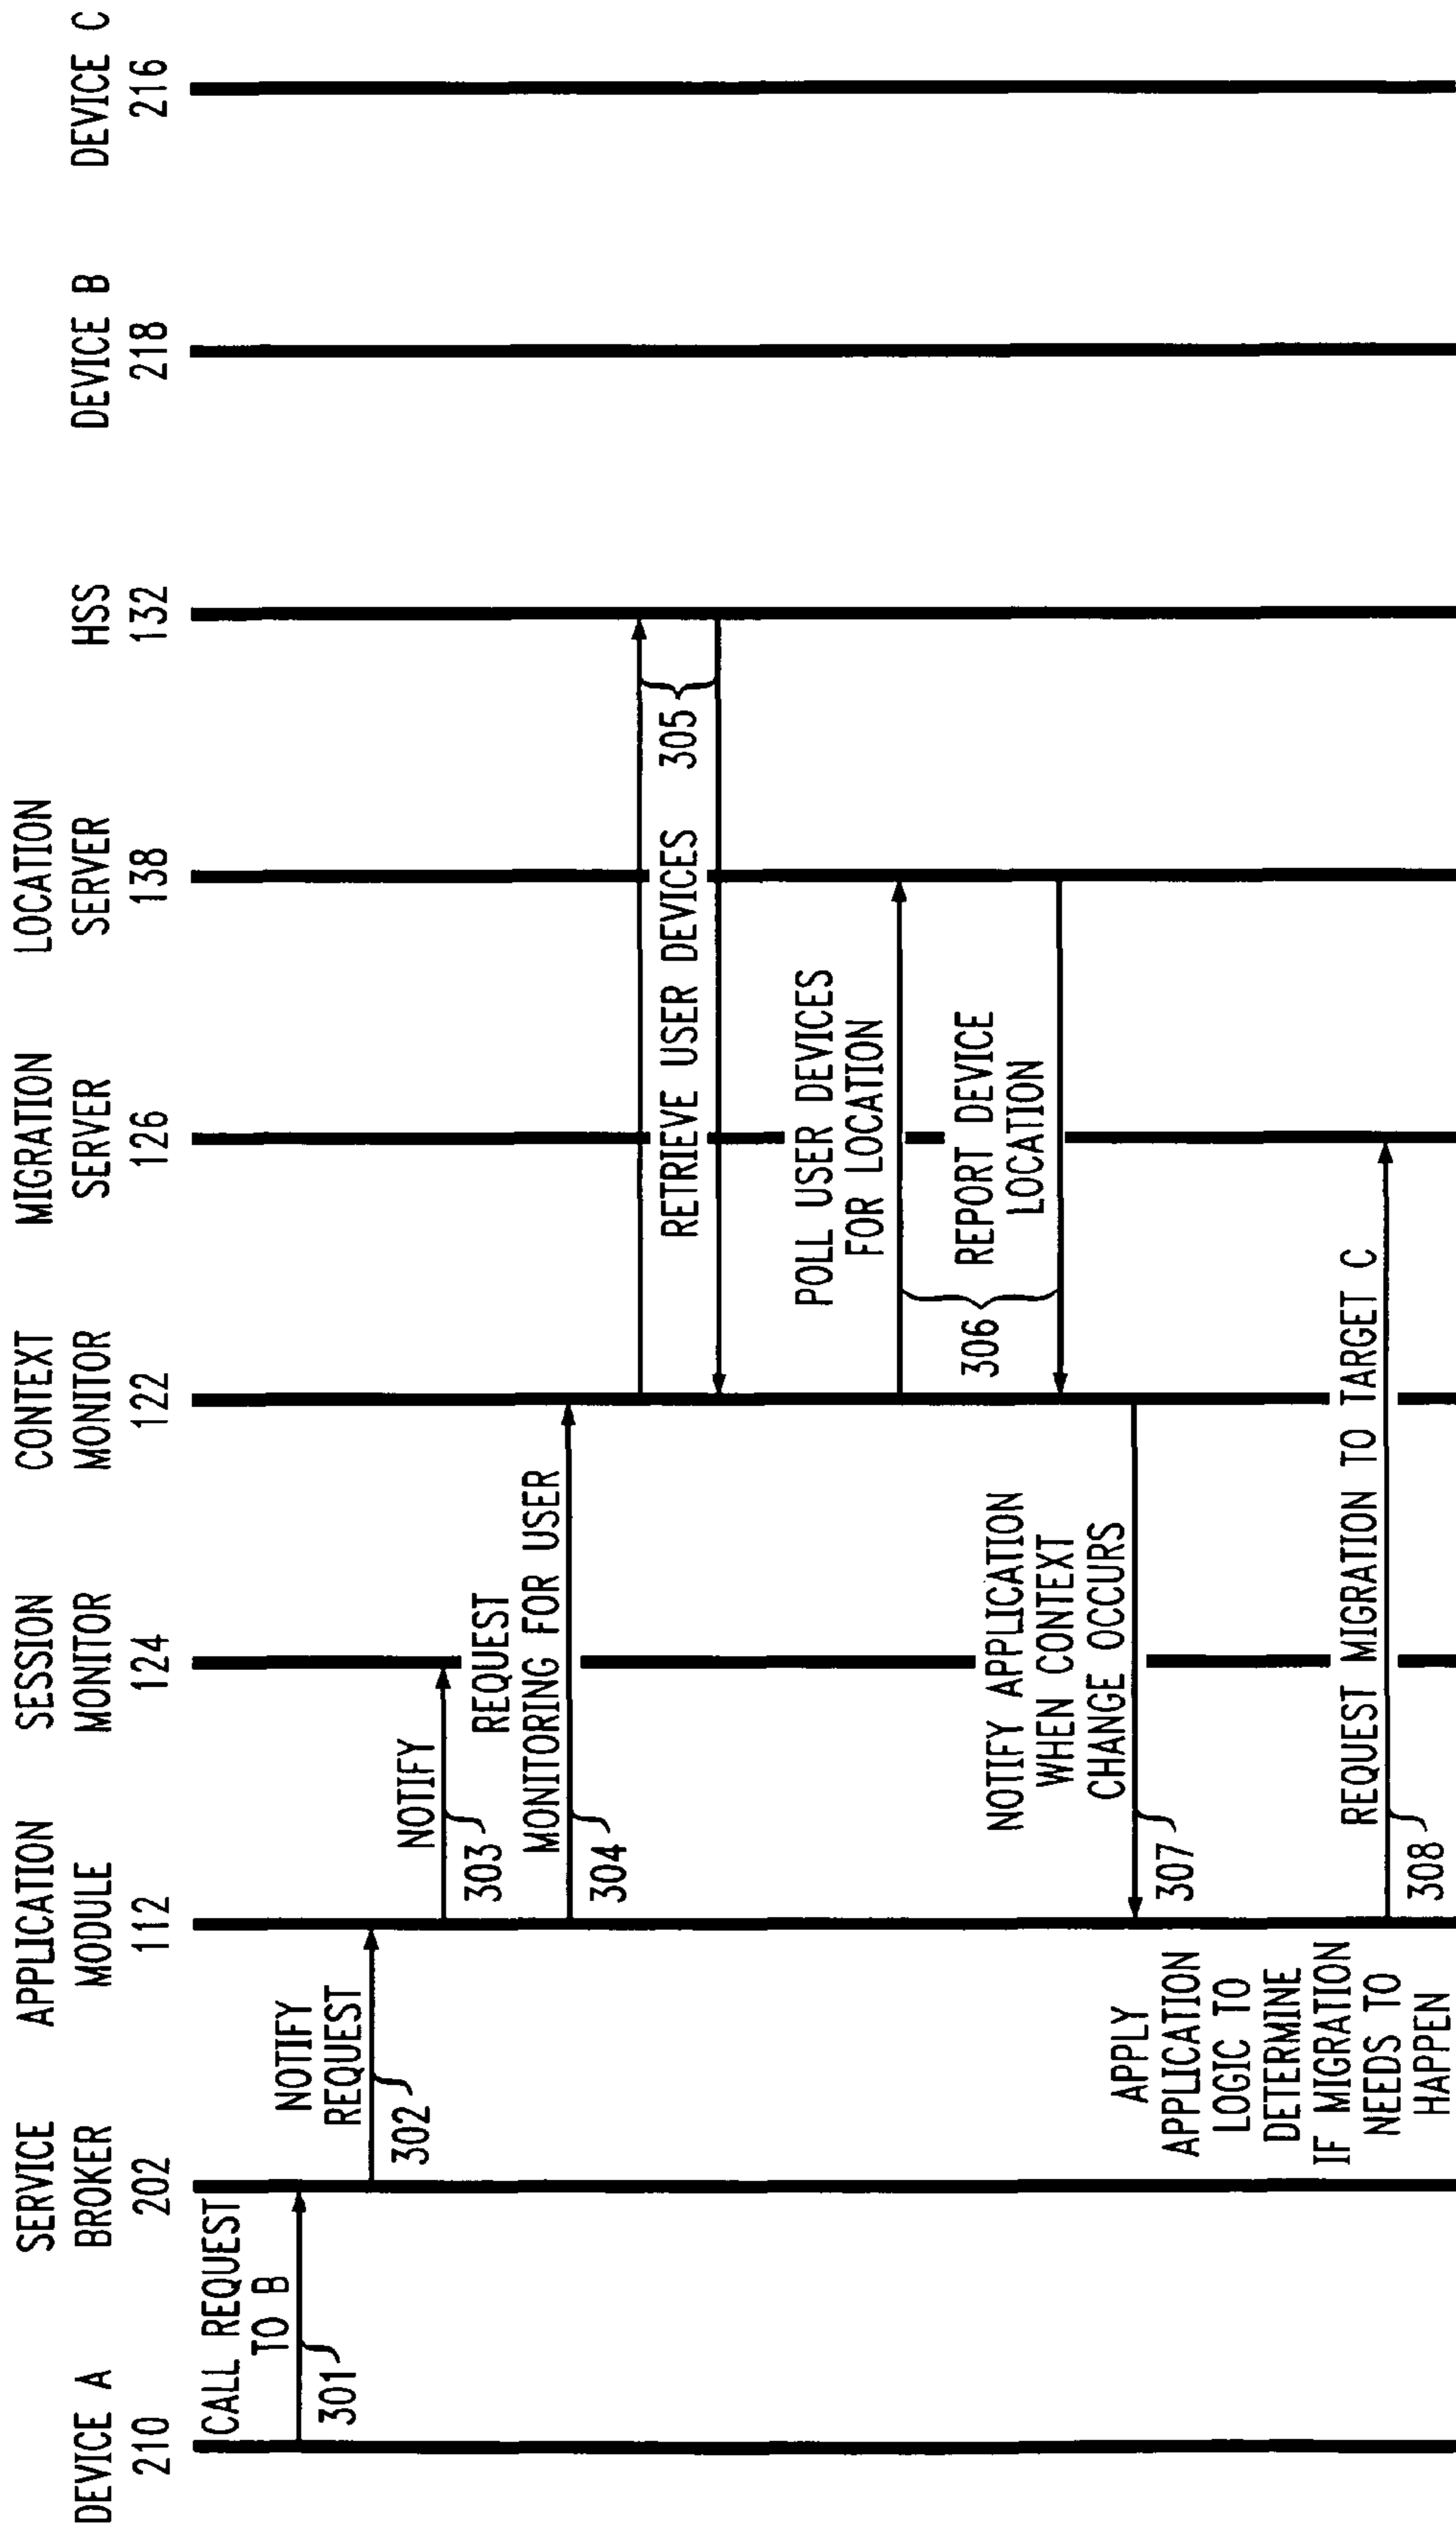 DEVICE A
210
SERVICE
BROKER
202
APPLICATION
MODULE
112
SESSION
MONITOR
124
CONTEXT
MONITOR
122
MIGRATION
SERVER
126
LOCATION
SERVER
138
HSS
132
DEVICE B
218
DEVICE C
216
CALL REQUEST
TO B
301
NOTIFY
REQUEST
302
NOTIFY
303
REQUEST
MONITORING FOR USER
304
RETRIEVE USER DEVICES
305
POLL USER DEVICES
FOR LOCATION
306
REPORT DEVICE
LOCATION
NOTIFY APPLICATION
WHEN CONTEXT
CHANGE OCCURS
307
APPLY
APPLICATION
LOGIC TO
DETERMINE
IF MIGRATION
NEEDS TO
HAPPEN
REQUEST MIGRATION TO TARGET C
308